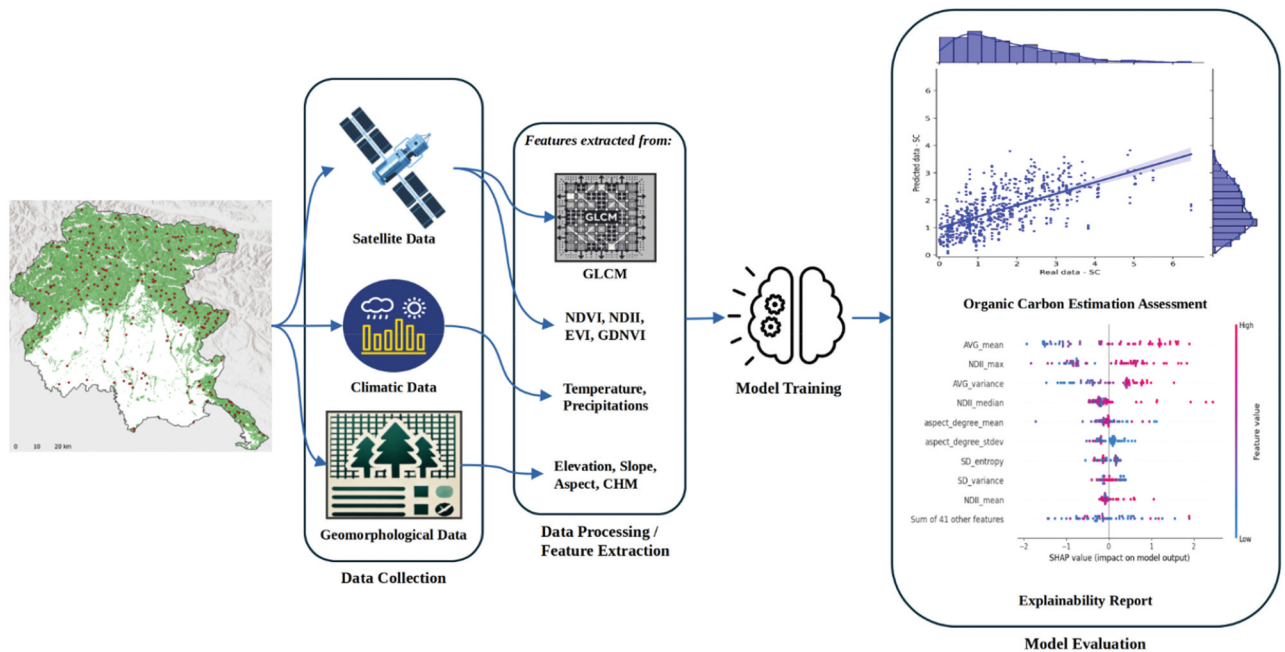 0 10 20 km
Satellite Data
Climatic Data
Geomorphological Data
Data Collection
Features extracted from:
GLCM
GLCM
NDVI, NDII,
EVI, GDNVI
Temperature,
Precipitations
Elevation, Slope,
Aspect, CHM
Data Processing /
Feature Extraction
Model Training
Predicted data - SC
6
5
4
3
2
1
0
0 1 2 3 4 5 6
Real data - SC
Organic Carbon Estimation Assessment
High
AVG_mean
NDII_max
AVG_variance
NDII_median
aspect_degree_mean
aspect_degree_stdev
SD_entropy
SD_variance
NDII_mean
Sum of 41 other features
Feature value
Low
−2 −1 0 1 2
SHAP value (impact on model output)
Explainability Report
Model Evaluation